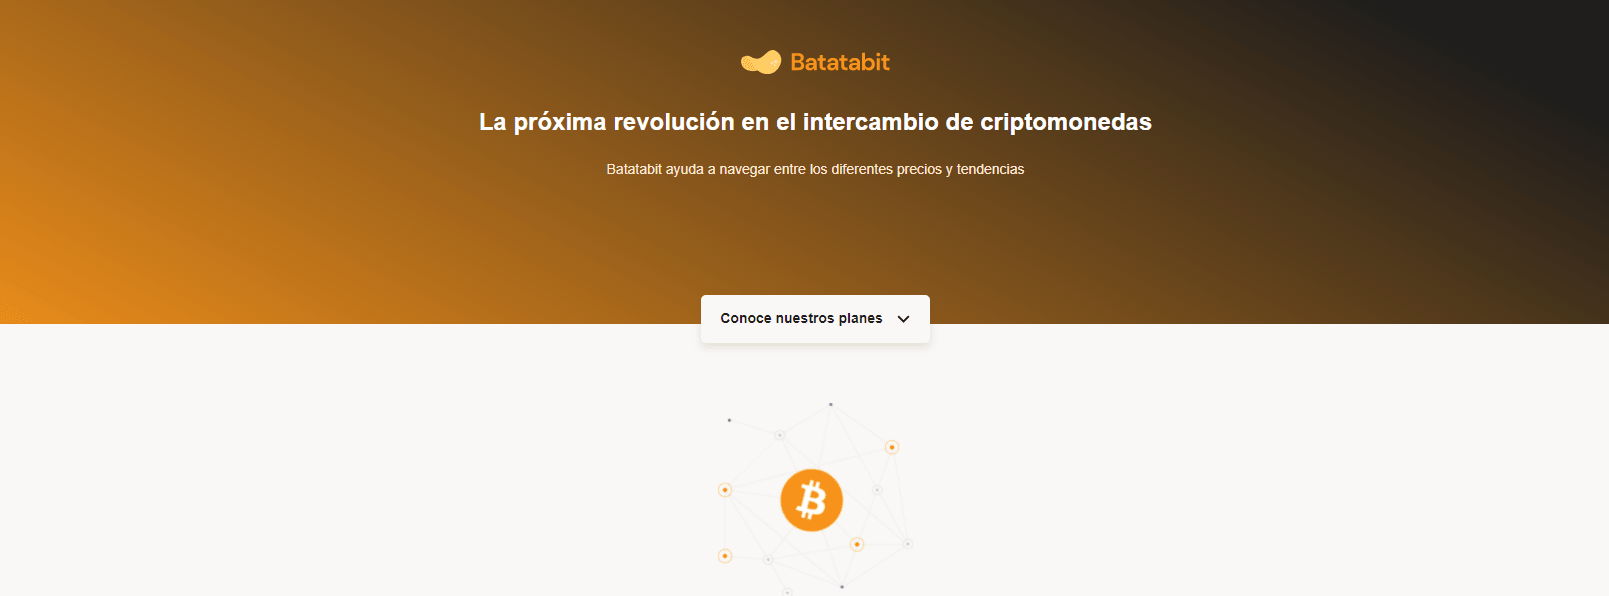 Batatabit
La próxima revolución en el intercambio de criptomonedas
Batatabit ayuda a navegar entre los diferentes precios y tendencias
Conoce nuestros planes